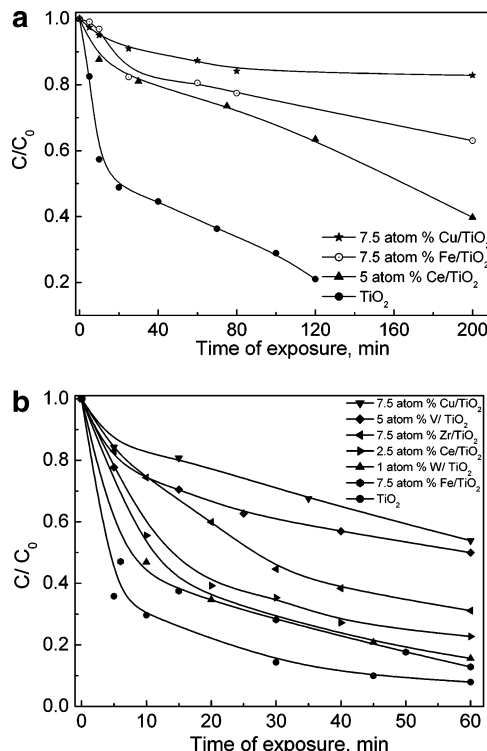 a
1.0
0.8
0.6
0.4
0.2
C/C0
7.5 atom % Cu/TiO2
7.5 atom % Fe/TiO2
5 atom % Ce/TiO2
TiO2
0 40 80 120 160 200
Time of exposure, min
b
1.0
0.8
0.6
0.4
0.2
0.0
C/ C0
7.5 atom % Cu/TiO2
5 atom % V/ TiO2
7.5 atom % Zr/TiO2
2.5 atom % Ce/TiO2
1 atom % W/ TiO2
7.5 atom % Fe/TiO2
TiO2
0 10 20 30 40 50 60
Time of exposure, min